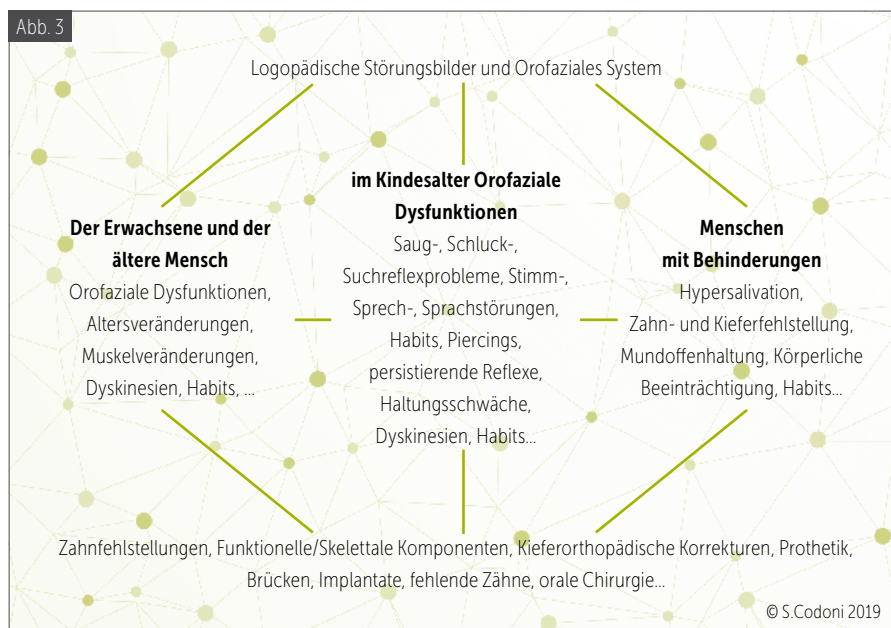 Abb. 3
Logopädische Störungsbilder und Orofaziales System
Der Erwachsene und der
ältere Mensch
Orofaziale Dysfunktionen,
Altersveränderungen,
Muskelveränderungen,
Dyskinesien, Habits, ...
im Kindesalter Orofaziale
Dysfunktionen
Saug-, Schluck-,
Suchreflexprobleme, Stimm-,
Sprech-, Sprachstörungen,
Habits, Piercings,
persistierende Reflexe,
Haltungsschwäche,
Dyskinesien, Habits...
Menschen
mit Behinderungen
Hypersalivation,
Zahn- und Kieferfehlstellung,
Mundoffenhaltung, Körperliche
Beeinträchtigung, Habits...
Zahnfehlstellungen, Funktionelle/Skelettale Komponenten, Kieferorthopädische Korrekturen, Prothetik,
Brücken, Implantate, fehlende Zähne, orale Chirurgie...
© S.Codoni 2019